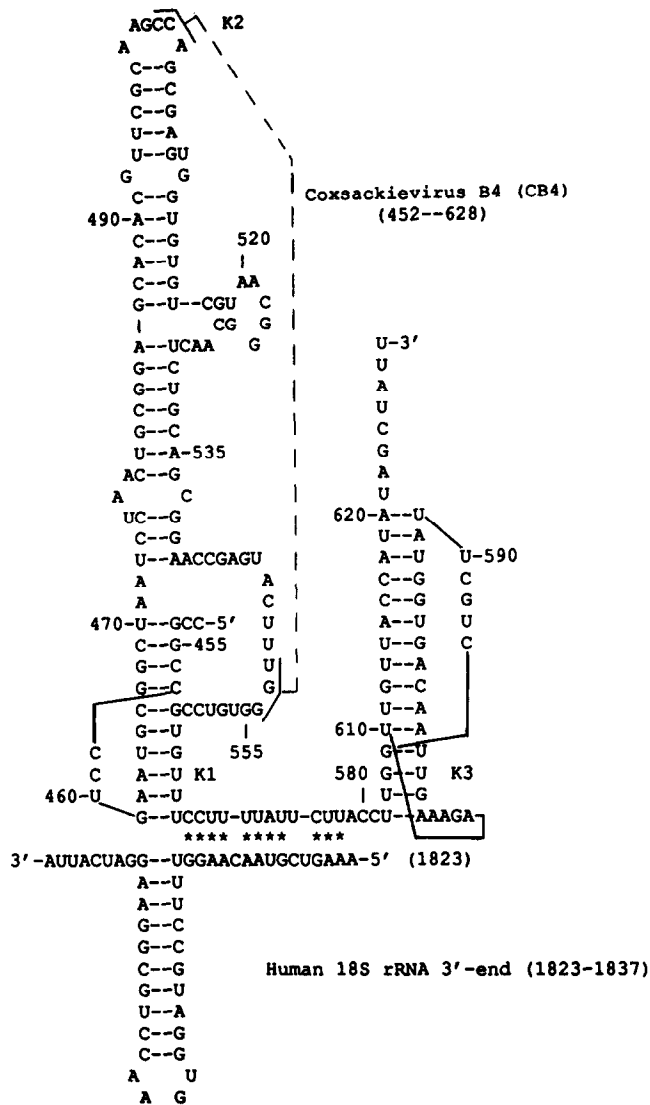 AGCC K2
A A
C--G
G--C
C--G
U--A
U--GU
G G
C--G
Coxsackievirus B4 (CB4)
490-A--U (452--628)
C--G 520
A--U
C--G AA
G--U--CGU C
CG G
A--UCAA G U-3'
G--C U
G--U A
C--G U
G--C C
U--A-535 G
AC--G A
A C U
UC--G 620-A--U
C--G U--A
U--AACCGAGU A--U U-590
A A C--G C
A C C--G G
470-U--GCC-5' U A--U U
C--G-455 U U--G C
G--C U U--A
G--C G G--C
C--GCCUGUGG U--A
G--U 610-U--A
C U--G 555 G--U
C A--U K1 580 G--U K3
460-U A--U U--G
G--UCCUU UUAUU CUUACCU--AAAGA
**** **** ***
3'-AUUACUAGG--UGGAACAAUGCUGAAA-5' (1823)
A--U
A--U
G--C
G--C
Human 18S rRNA 3'-end (1823-1837)
C--G
G--U
U--A
C--G
C--G
A U
A G